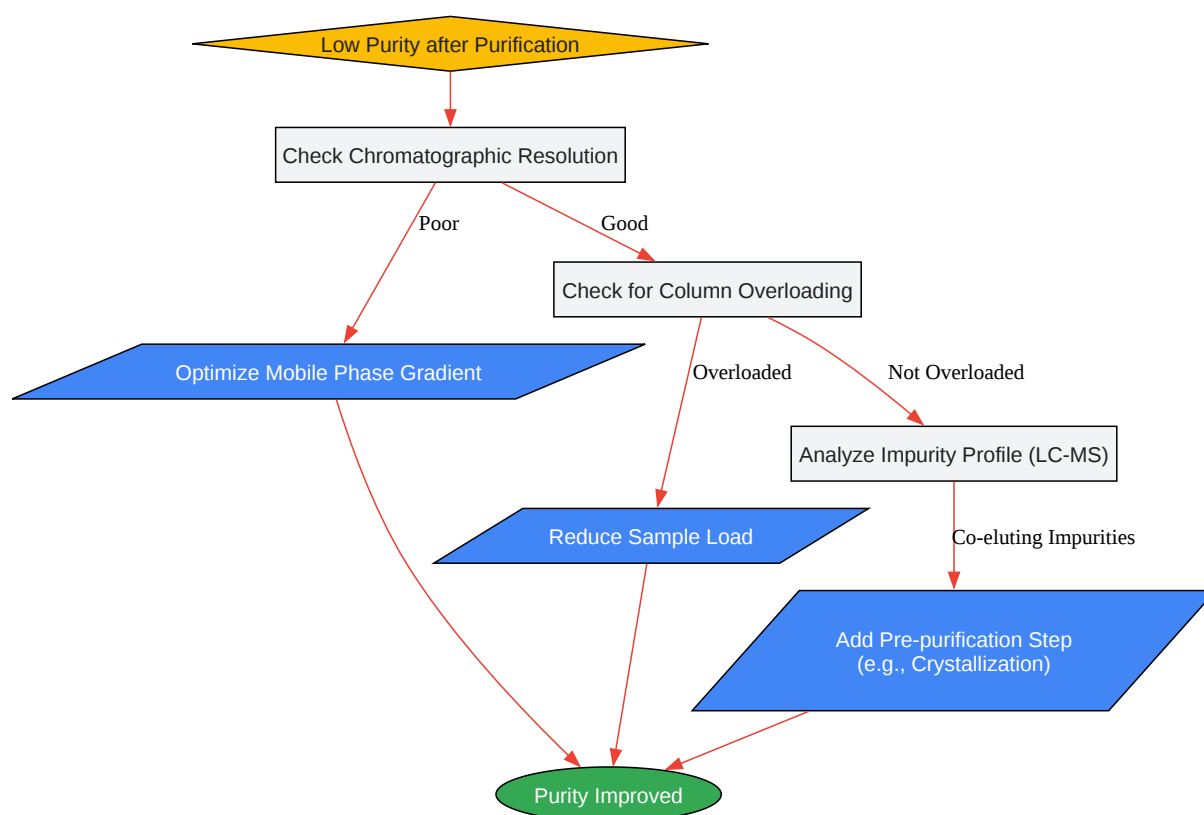 Low Purity after Purification
Check Chromatographic Resolution
Poor
Good
Check for Column Overloading
Optimize Mobile Phase Gradient
Overloaded
Not Overloaded
Analyze Impurity Profile (LC-MS)
Reduce Sample Load
Co-eluting Impurities
Add Pre-purification Step
(e.g., Crystallization)
Purity Improved